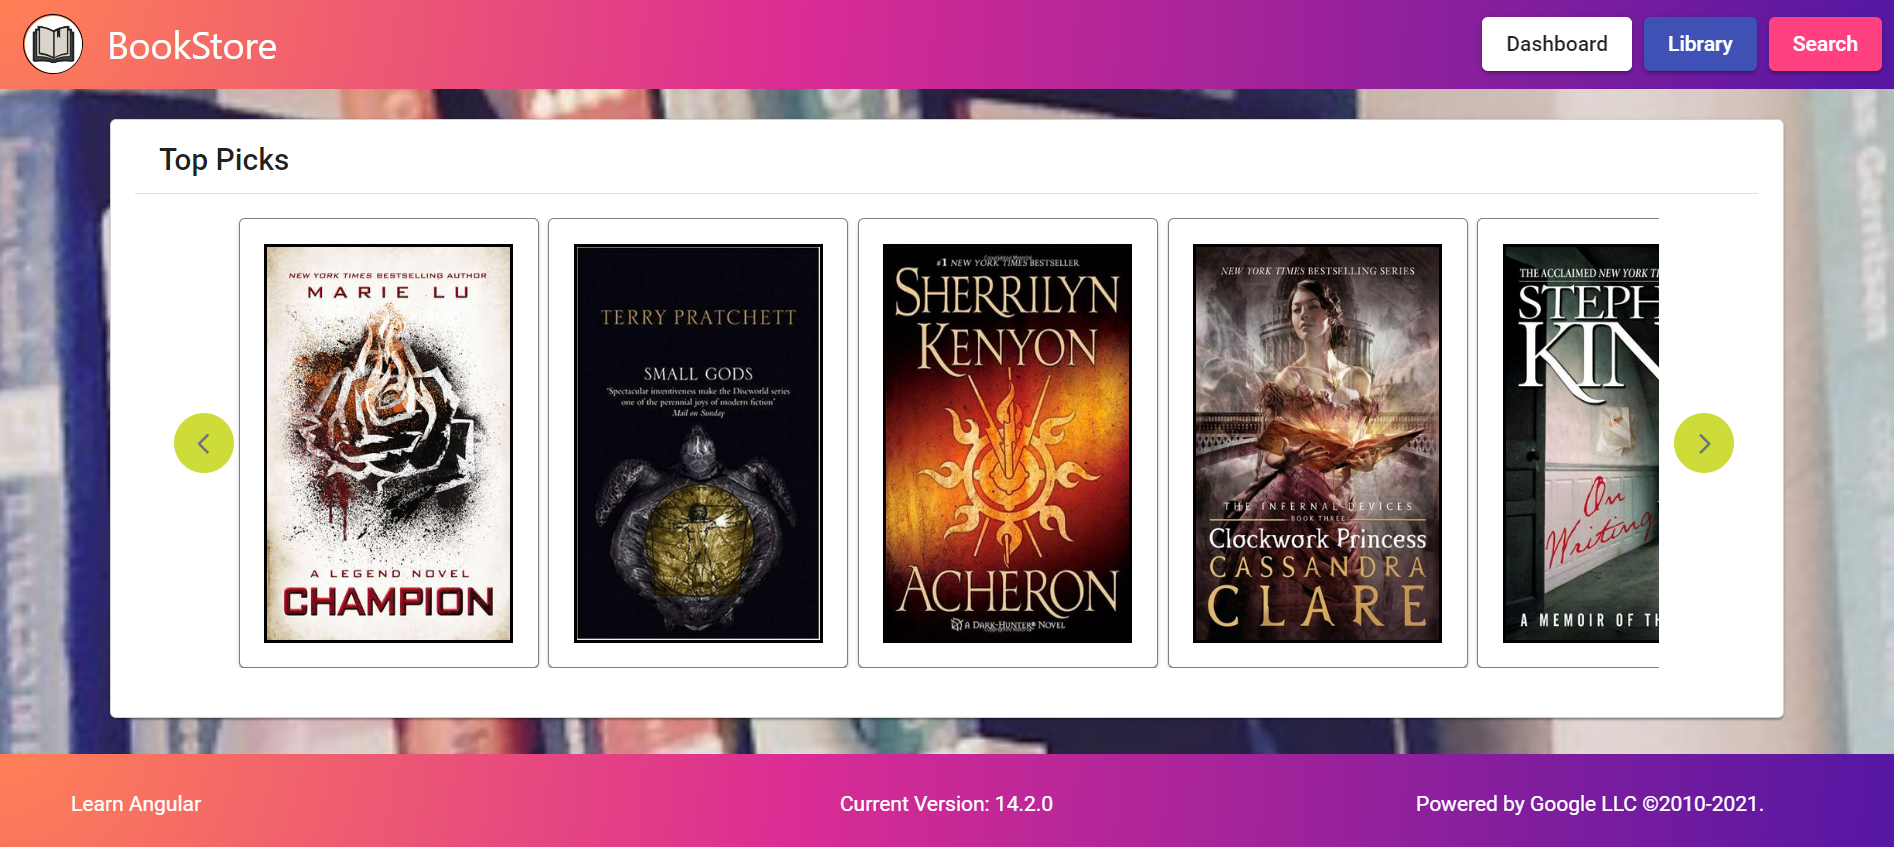 BookStore
Dashboard
Library
Search
Top Picks
NEW YORK TIMES BESTSELLING AUTHOR
MARIE LU
A LEGEND NOVEL
CHAMPION
TERRY PRATCHETT
SMALL GODS
'Spectacular inventiveness make the Discworld series
one of the perennial joys of modern fiction'
Mail on Sunday
#1 NEW YORK TIMES BESTSELLER
SHERRILYN
KENYON
ACHERON
A DARK-HUNTER® NOVEL
NEW YORK TIMES BESTSELLING SERIES
THE INFERNAL DEVICES
BOOK THREE
Clockwork Princess
CASSANDRA
CLARE
THE ACCLAIMED NEW YORK TI
STEPH
KIN
On
Writing
A MEMOIR OF TH
Learn Angular
Current Version: 14.2.0
Powered by Google LLC ©2010-2021.